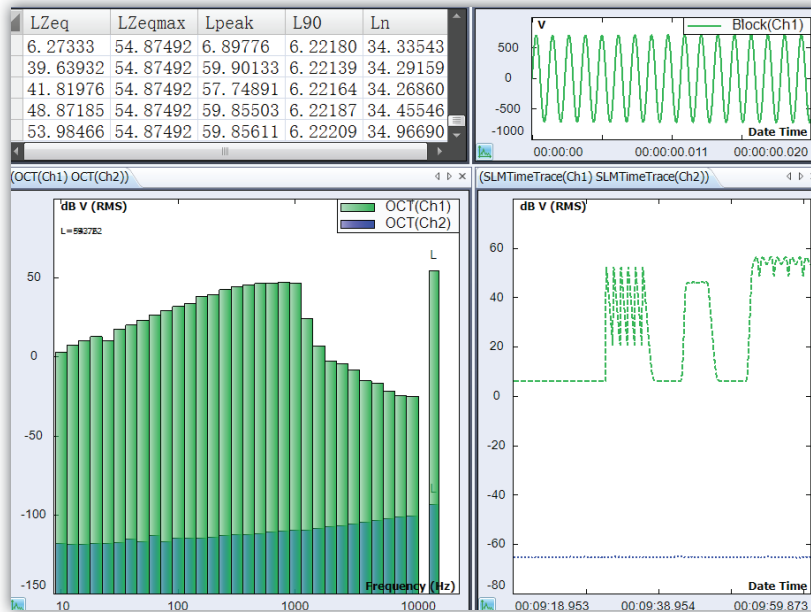 LZeq LZeqmax Lpeak L90 Ln
6.27333 54.87492 6.89776 6.22180 34.33543
39.63932 54.87492 59.90133 6.22139 34.29159
41.81976 54.87492 57.74891 6.22164 34.26860
48.87185 54.87492 59.85503 6.22187 34.45546
53.98466 54.87492 59.85611 6.22209 34.96690
V
Block(Ch1)
500
0
-500
-1000
Date Time
00:00:00 00:00:00.011 00:00:00.020
(OCT(Ch1) OCT(Ch2))
dB V (RMS)
OCT(Ch1)
OCT(Ch2)
L
50
0
-50
-100
L
-150
Frequency (Hz)
10 100 1000 10000
(SLMTimeTrace(Ch1) SLMTimeTrace(Ch2))
dB V (RMS)
60
40
20
0
-20
-40
-60
-80
Date Time
00:09:18.953 00:09:38.954 00:09:59.873